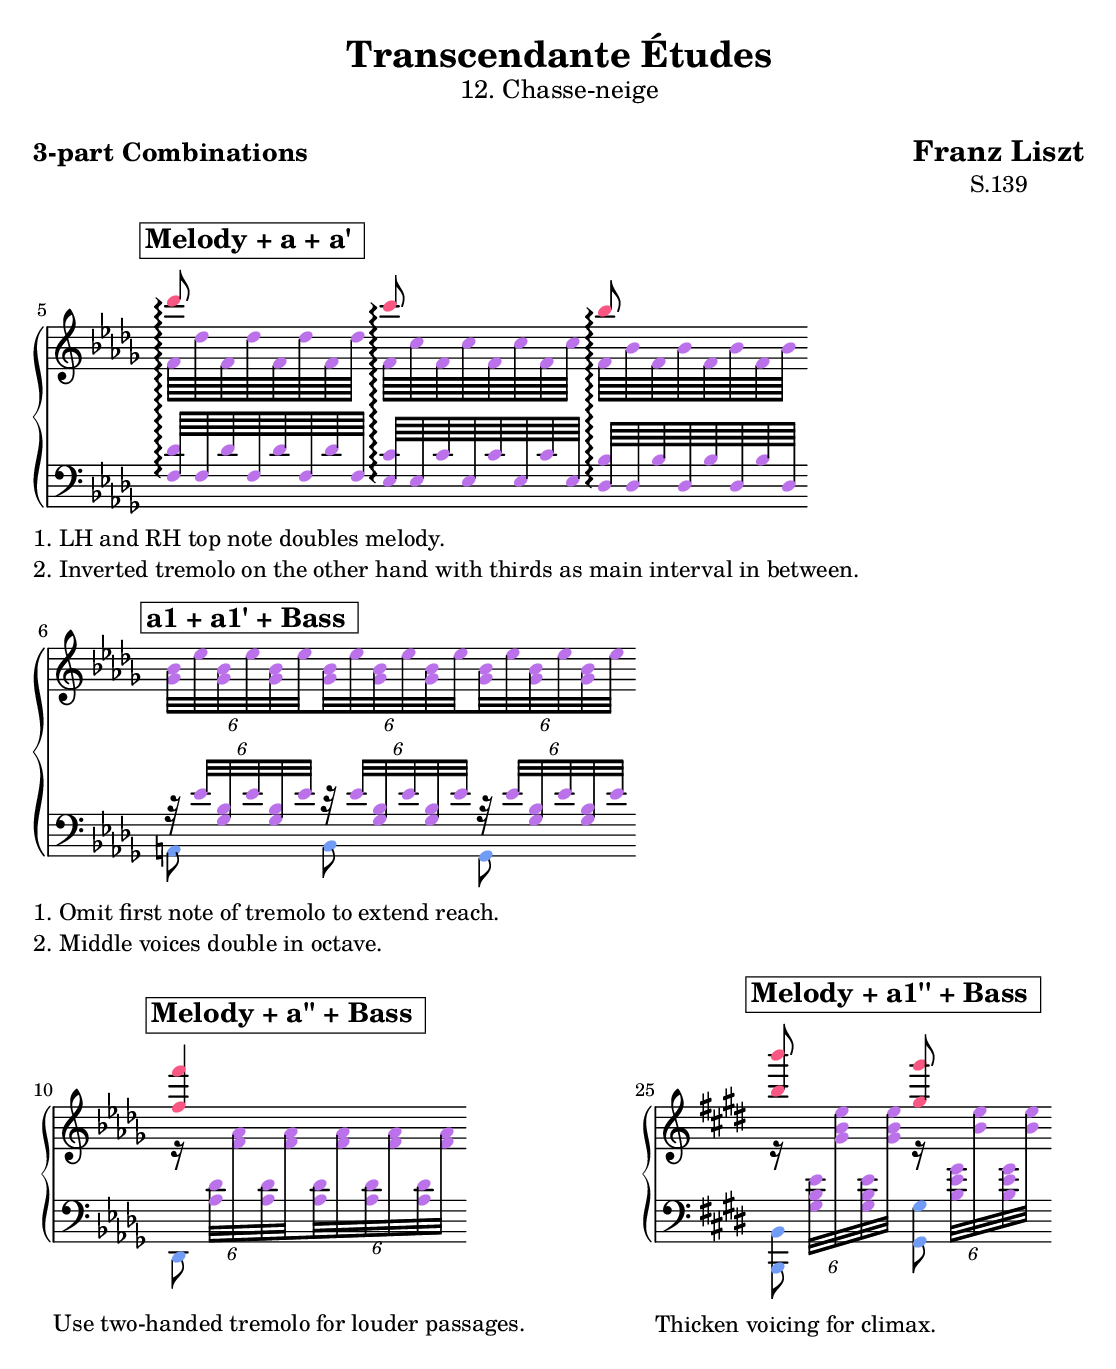 Transcendante Études
12. Chasse-neige
3-part Combinations
Franz Liszt
S.139
Melody + a + a'
5
1. LH and RH top note doubles melody.
2. Inverted tremolo on the other hand with thirds as main interval in between.
a1 + a1' + Bass
6
6 6 6
6 6 6
1. Omit first note of tremolo to extend reach.
2. Middle voices double in octave.
Melody + a" + Bass
10
6 6
Use two-handed tremolo for louder passages.
Melody + a1" + Bass
25
6 6
Thicken voicing for climax.